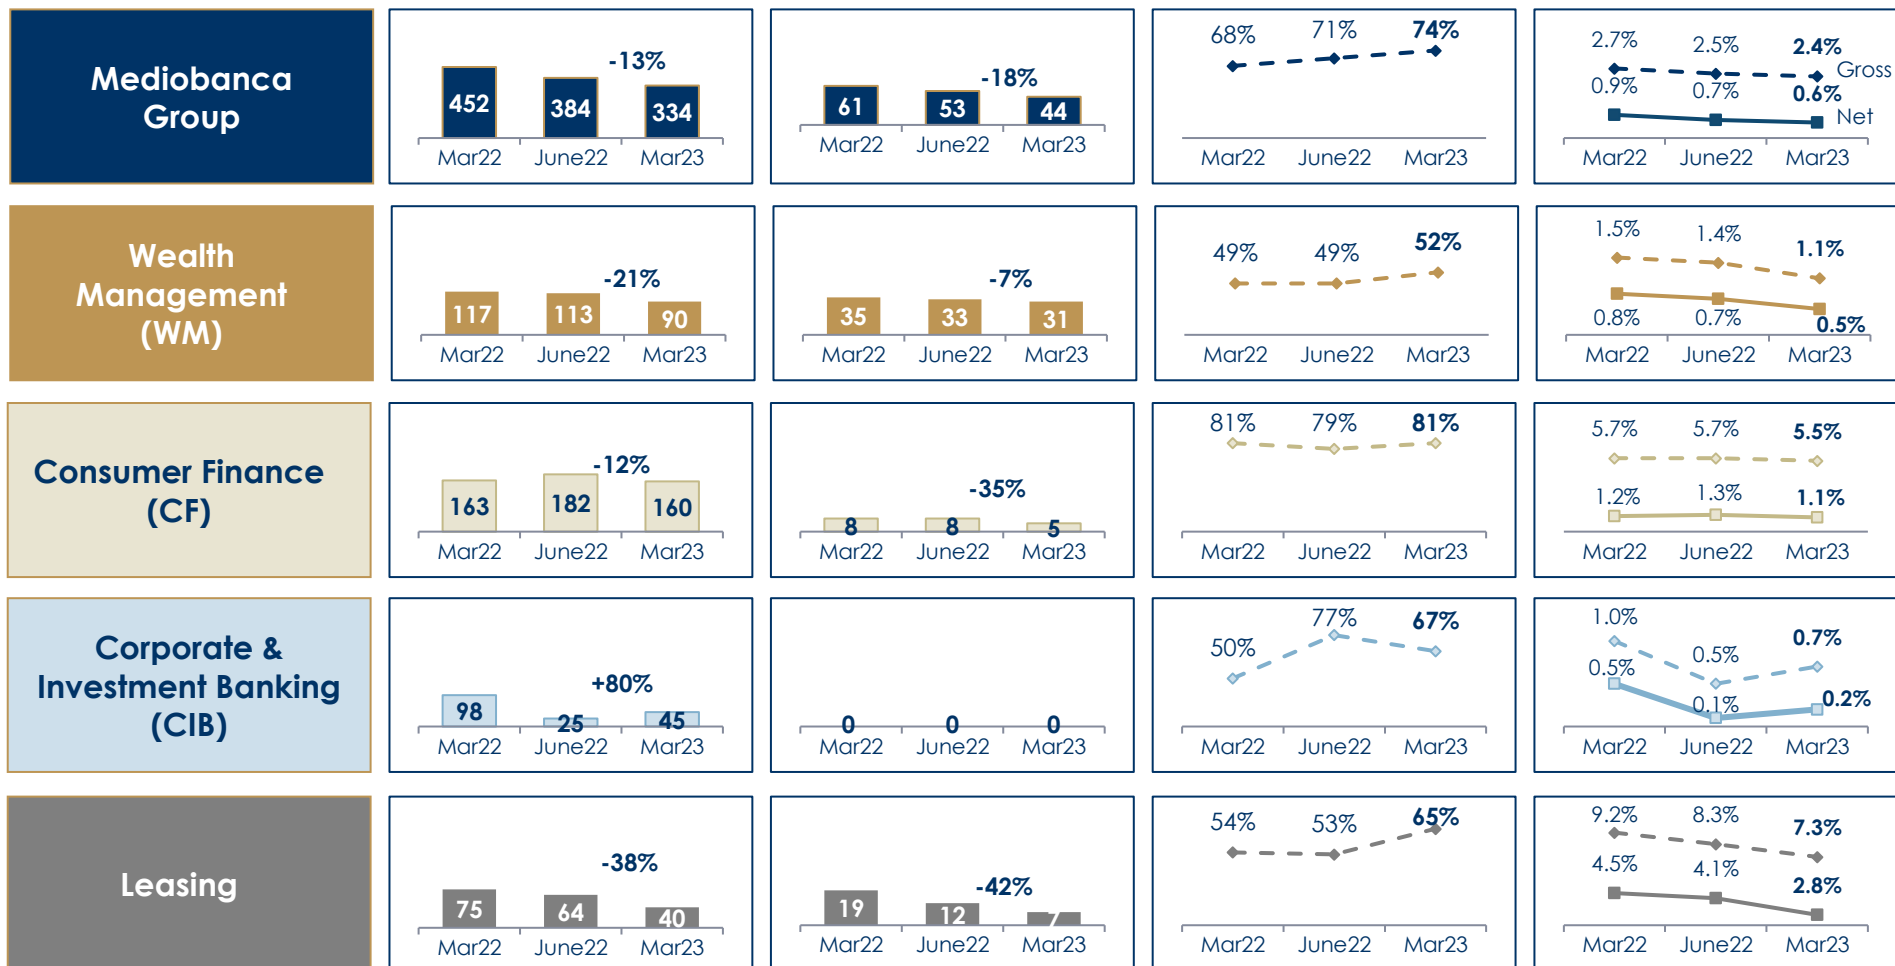 Mediobanca
Group
452
384
334
-13%
Mar22 June22 Mar23
61
53
44
-18%
Mar22 June22 Mar23
68% 71% 74%
Mar22 June22 Mar23
2.7% 2.5% 2.4%
Gross
0.9% 0.7% 0.6%
Net
Mar22 June22 Mar23
Wealth
Management
(WM)
-21%
117 113 90
Mar22 June22 Mar23
-7%
35 33 31
Mar22 June22 Mar23
49% 49% 52%
Mar22 June22 Mar23
1.5% 1.4% 1.1%
0.8% 0.7% 0.5%
Mar22 June22 Mar23
Consumer Finance
(CF)
-12%
163 182 160
Mar22 June22 Mar23
-35%
8 8 5
Mar22 June22 Mar23
81% 79% 81%
Mar22 June22 Mar23
5.7% 5.7% 5.5%
1.2% 1.3% 1.1%
Mar22 June22 Mar23
Corporate &
Investment Banking
(CIB)
+80%
98 25 45
Mar22 June22 Mar23
0 0 0
Mar22 June22 Mar23
50% 77% 67%
Mar22 June22 Mar23
1.0% 0.5% 0.7%
0.5% 0.1% 0.2%
Mar22 June22 Mar23
Leasing
-38%
75 64 40
Mar22 June22 Mar23
-42%
19 12 7
Mar22 June22 Mar23
54% 53% 65%
Mar22 June22 Mar23
9.2% 8.3% 7.3%
4.5% 4.1% 2.8%
Mar22 June22 Mar23